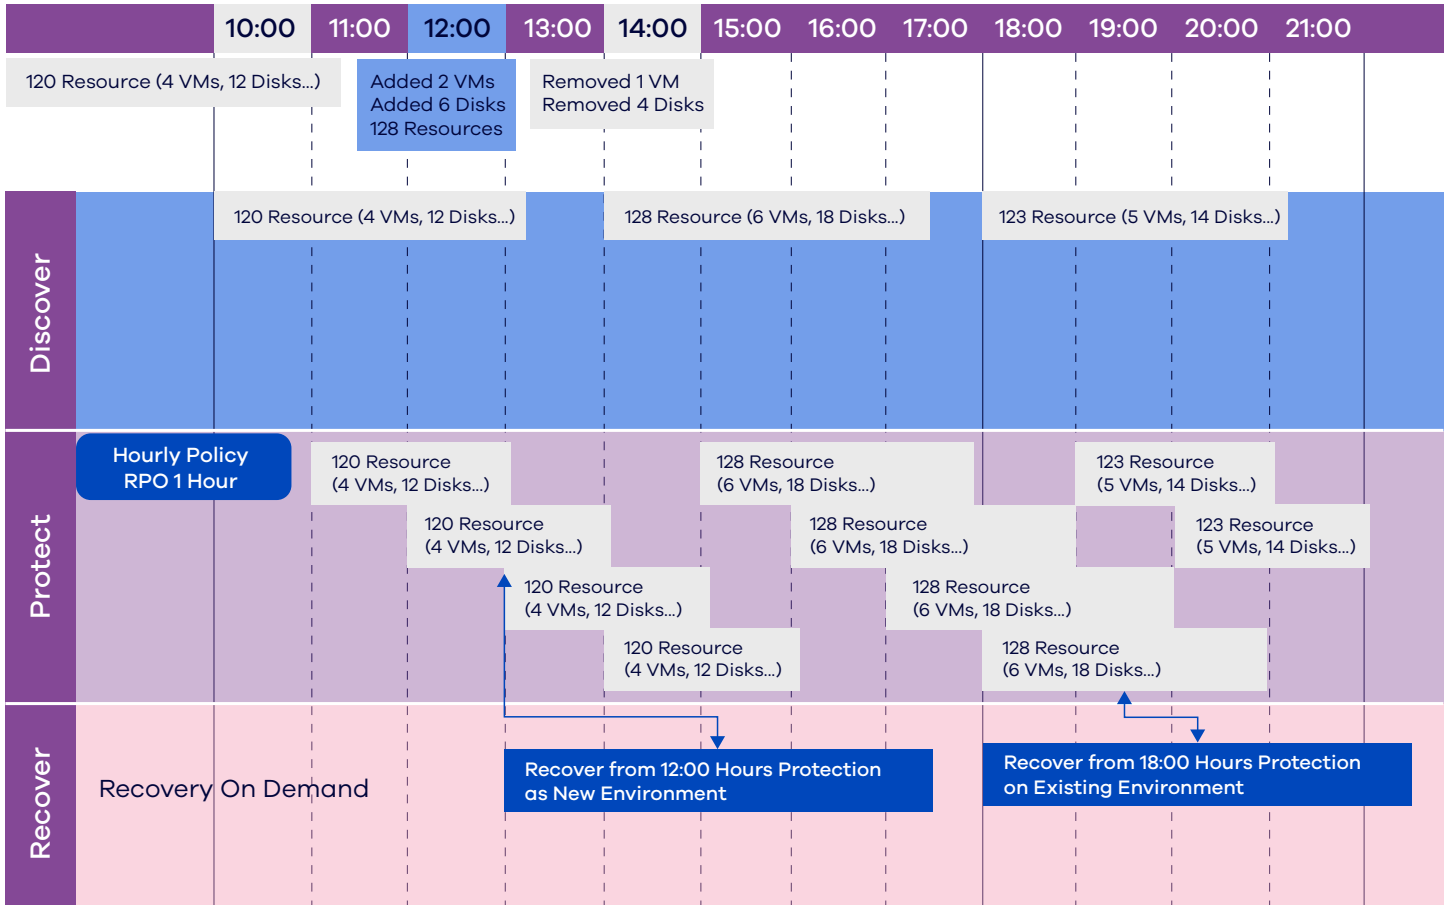 10:00 11:00 12:00 13:00 14:00 15:00 16:00 17:00 18:00 19:00 20:00 21:00
120 Resource (4 VMs, 12 Disks...)
Added 2 VMs
Added 6 Disks
128 Resources
Removed 1 VM
Removed 4 Disks
Discover
120 Resource (4 VMs, 12 Disks...)
128 Resource (6 VMs, 18 Disks...)
123 Resource (5 VMs, 14 Disks...)
Protect
Hourly Policy
RPO 1 Hour
120 Resource
(4 VMs, 12 Disks...)
120 Resource
(4 VMs, 12 Disks...)
120 Resource
(4 VMs, 12 Disks...)
120 Resource
(4 VMs, 12 Disks...)
128 Resource
(6 VMs, 18 Disks...)
128 Resource
(6 VMs, 18 Disks...)
128 Resource
(6 VMs, 18 Disks...)
128 Resource
(6 VMs, 18 Disks...)
123 Resource
(5 VMs, 14 Disks...)
123 Resource
(5 VMs, 14 Disks...)
Recover
Recovery On Demand
Recover from 12:00 Hours Protection
as New Environment
Recover from 18:00 Hours Protection
on Existing Environment